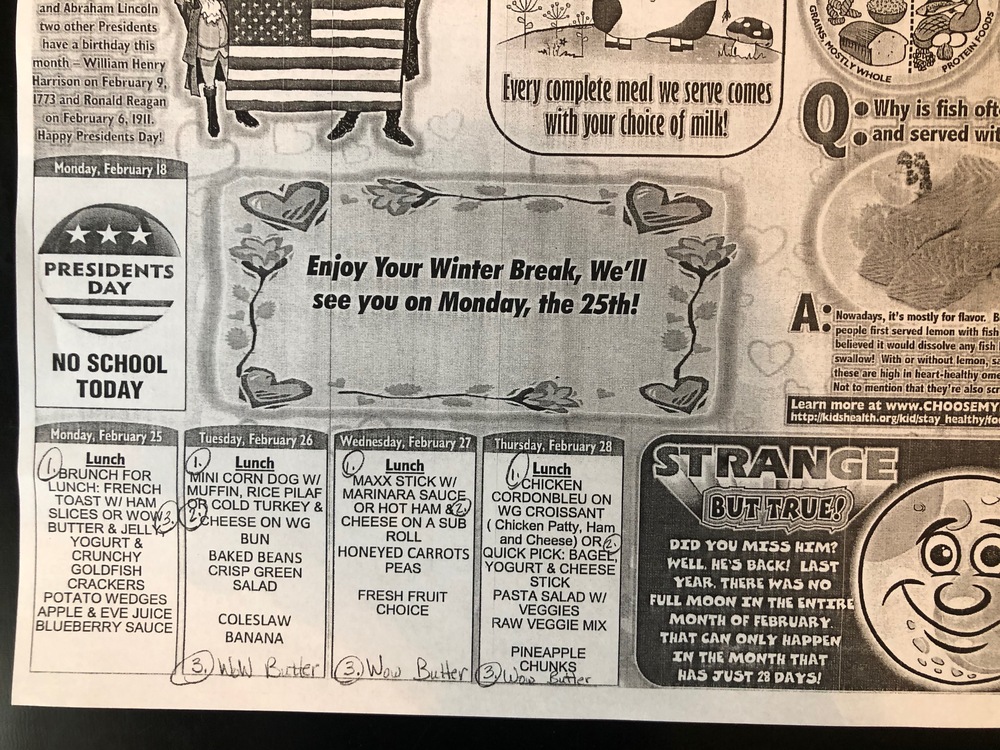 and Abraham Lincoln
two other Presidents
have a birthday this
month – William Henry
Harrison on February 9,
1773 and Ronald Reagan
on February 6, 1911.
Happy Presidents Day!
Every complete meal we serve comes
with your choice of milk!
GRAINS, MOSTLY WHOLE
PROTEIN FOODS
Q: Why is fish
and served
Monday, February 18
PRESIDENTS
DAY
NO SCHOOL
TODAY
Enjoy Your Winter Break, We'll
see you on Monday, the 25th!
A: Nowadays, it's mostly for flavor.
people first served lemon with fish
believed it would dissolve any fish
swallow! With or without lemon,
these are high in heart-healthy
Not to mention that they're also
Learn more at www.CHOOSEMY
http://kidshealth.org/kid/stay_healthy/
Monday, February 25
Lunch
1. BRUNCH FOR
LUNCH: FRENCH
TOAST W/ HAM
SLICES OR WOW 3.
BUTTER & JELLY,
YOGURT &
CRUNCHY
GOLDFISH
CRACKERS
POTATO WEDGES
APPLE & EVE JUICE
BLUEBERRY SAUCE
Tuesday, February 26
1. Lunch
MINI CORN DOG W/
MUFFIN, RICE PILAF
OR COLD TURKEY &
2. CHEESE ON WG
BUN
BAKED BEANS
CRISP GREEN
SALAD
COLESLAW
BANANA
3. WoW Butter
Wednesday, February 27
1. Lunch
MAXX STICK W/
MARINARA SAUCE
OR HOT HAM & 2.
CHEESE ON A SUB
ROLL
HONEYED CARROTS
PEAS
FRESH FRUIT
CHOICE
3. Wow Butter
Thursday, February 28
1. Lunch
CHICKEN
CORDONBLEU ON
WG CROISSANT
( Chicken Patty, Ham
and Cheese) OR 2.
QUICK PICK: BAGEL,
YOGURT & CHEESE
STICK
PASTA SALAD W/
VEGGIES
RAW VEGGIE MIX
PINEAPPLE
CHUNKS
3. Wow Butter
STRANGE
BUT TRUE!
DID YOU MISS HIM?
WELL, HE'S BACK! LAST
YEAR, THERE WAS NO
FULL MOON IN THE ENTIRE
MONTH OF FEBRUARY.
THAT CAN ONLY HAPPEN
IN THE MONTH THAT
HAS JUST 28 DAYS!